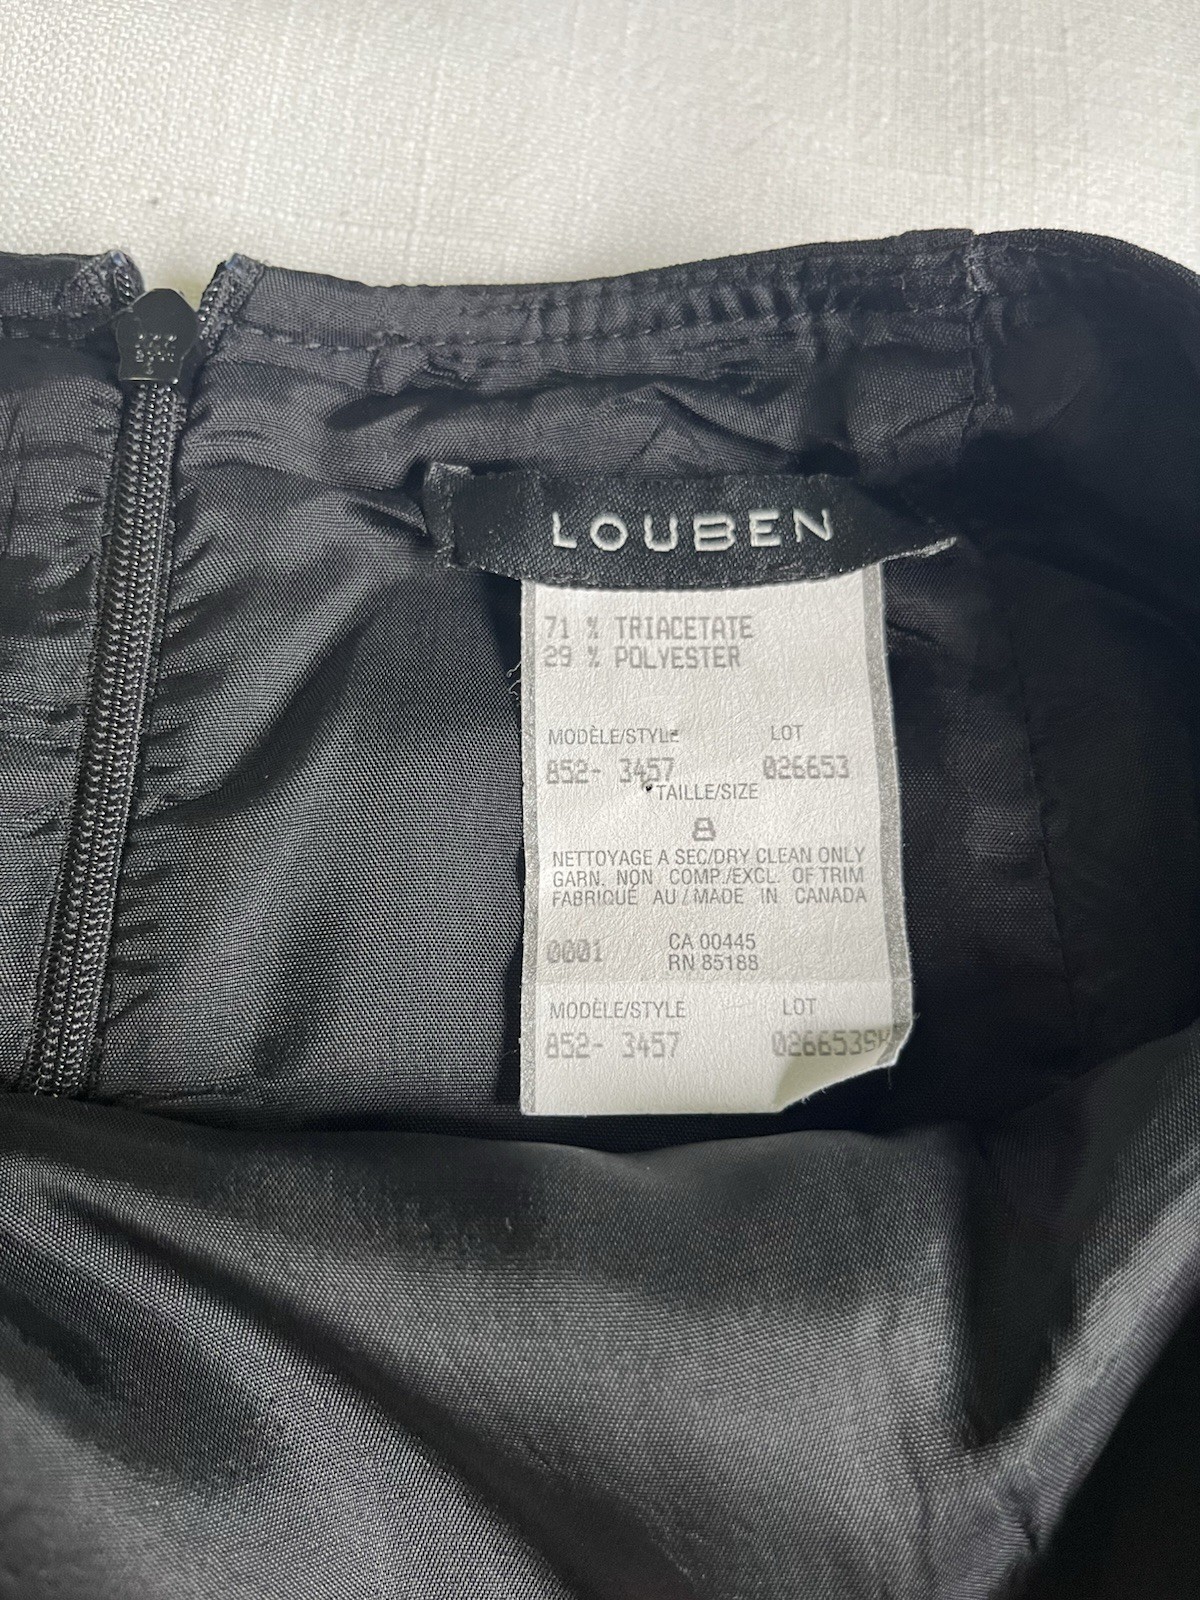 LOUBEN
71 % TRIACETATE
29 % POLYESTER
MODÈLE/STYLE LOT
852- 3457 026653
TAILLE/SIZE
8
NETTOYAGE A SEC/DRY CLEAN ONLY
GARN. NON COMP./EXCL. OF TRIM
FABRIQUÉ AU / MADE IN CANADA
0001 CA 00445
RN 85188
MODÈLE/STYLE LOT
852- 3457 026653SK